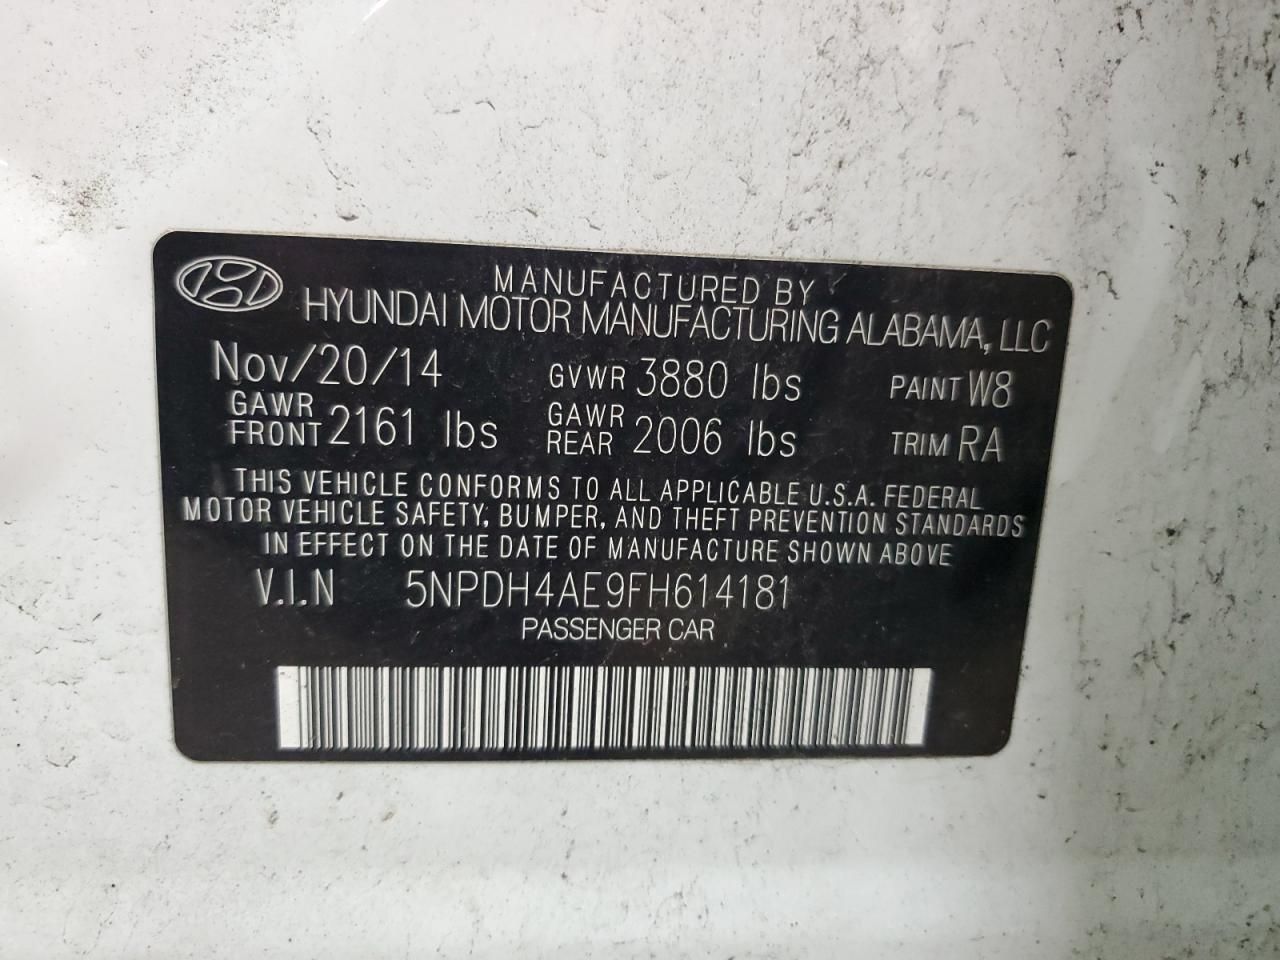 MANUFACTURED BY
HYUNDAI MOTOR MANUFACTURING ALABAMA, LLC
Nov/20/14 GVWR 3880 lbs PAINT W8
GAWR FRONT 2161 lbs GAWR REAR 2006 lbs TRIM RA
THIS VEHICLE CONFORMS TO ALL APPLICABLE U.S.A. FEDERAL
MOTOR VEHICLE SAFETY, BUMPER, AND THEFT PREVENTION STANDARDS
IN EFFECT ON THE DATE OF MANUFACTURE SHOWN ABOVE
V.I.N 5NPDH4AE9FH614181
PASSENGER CAR